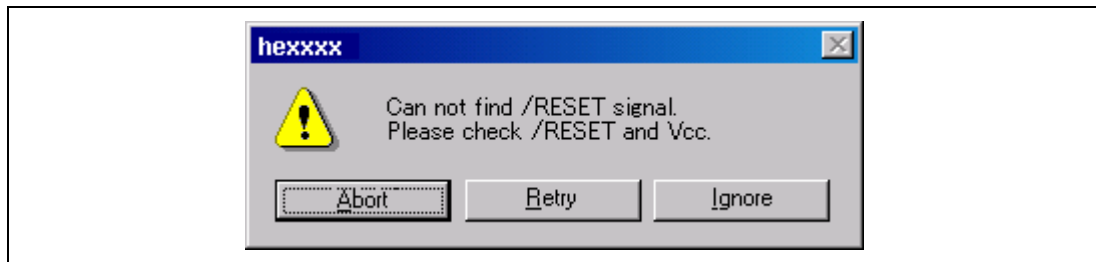 hexxxx
Can not find /RESET signal.
Please check /RESET and Vcc.
Abort Retry Ignore